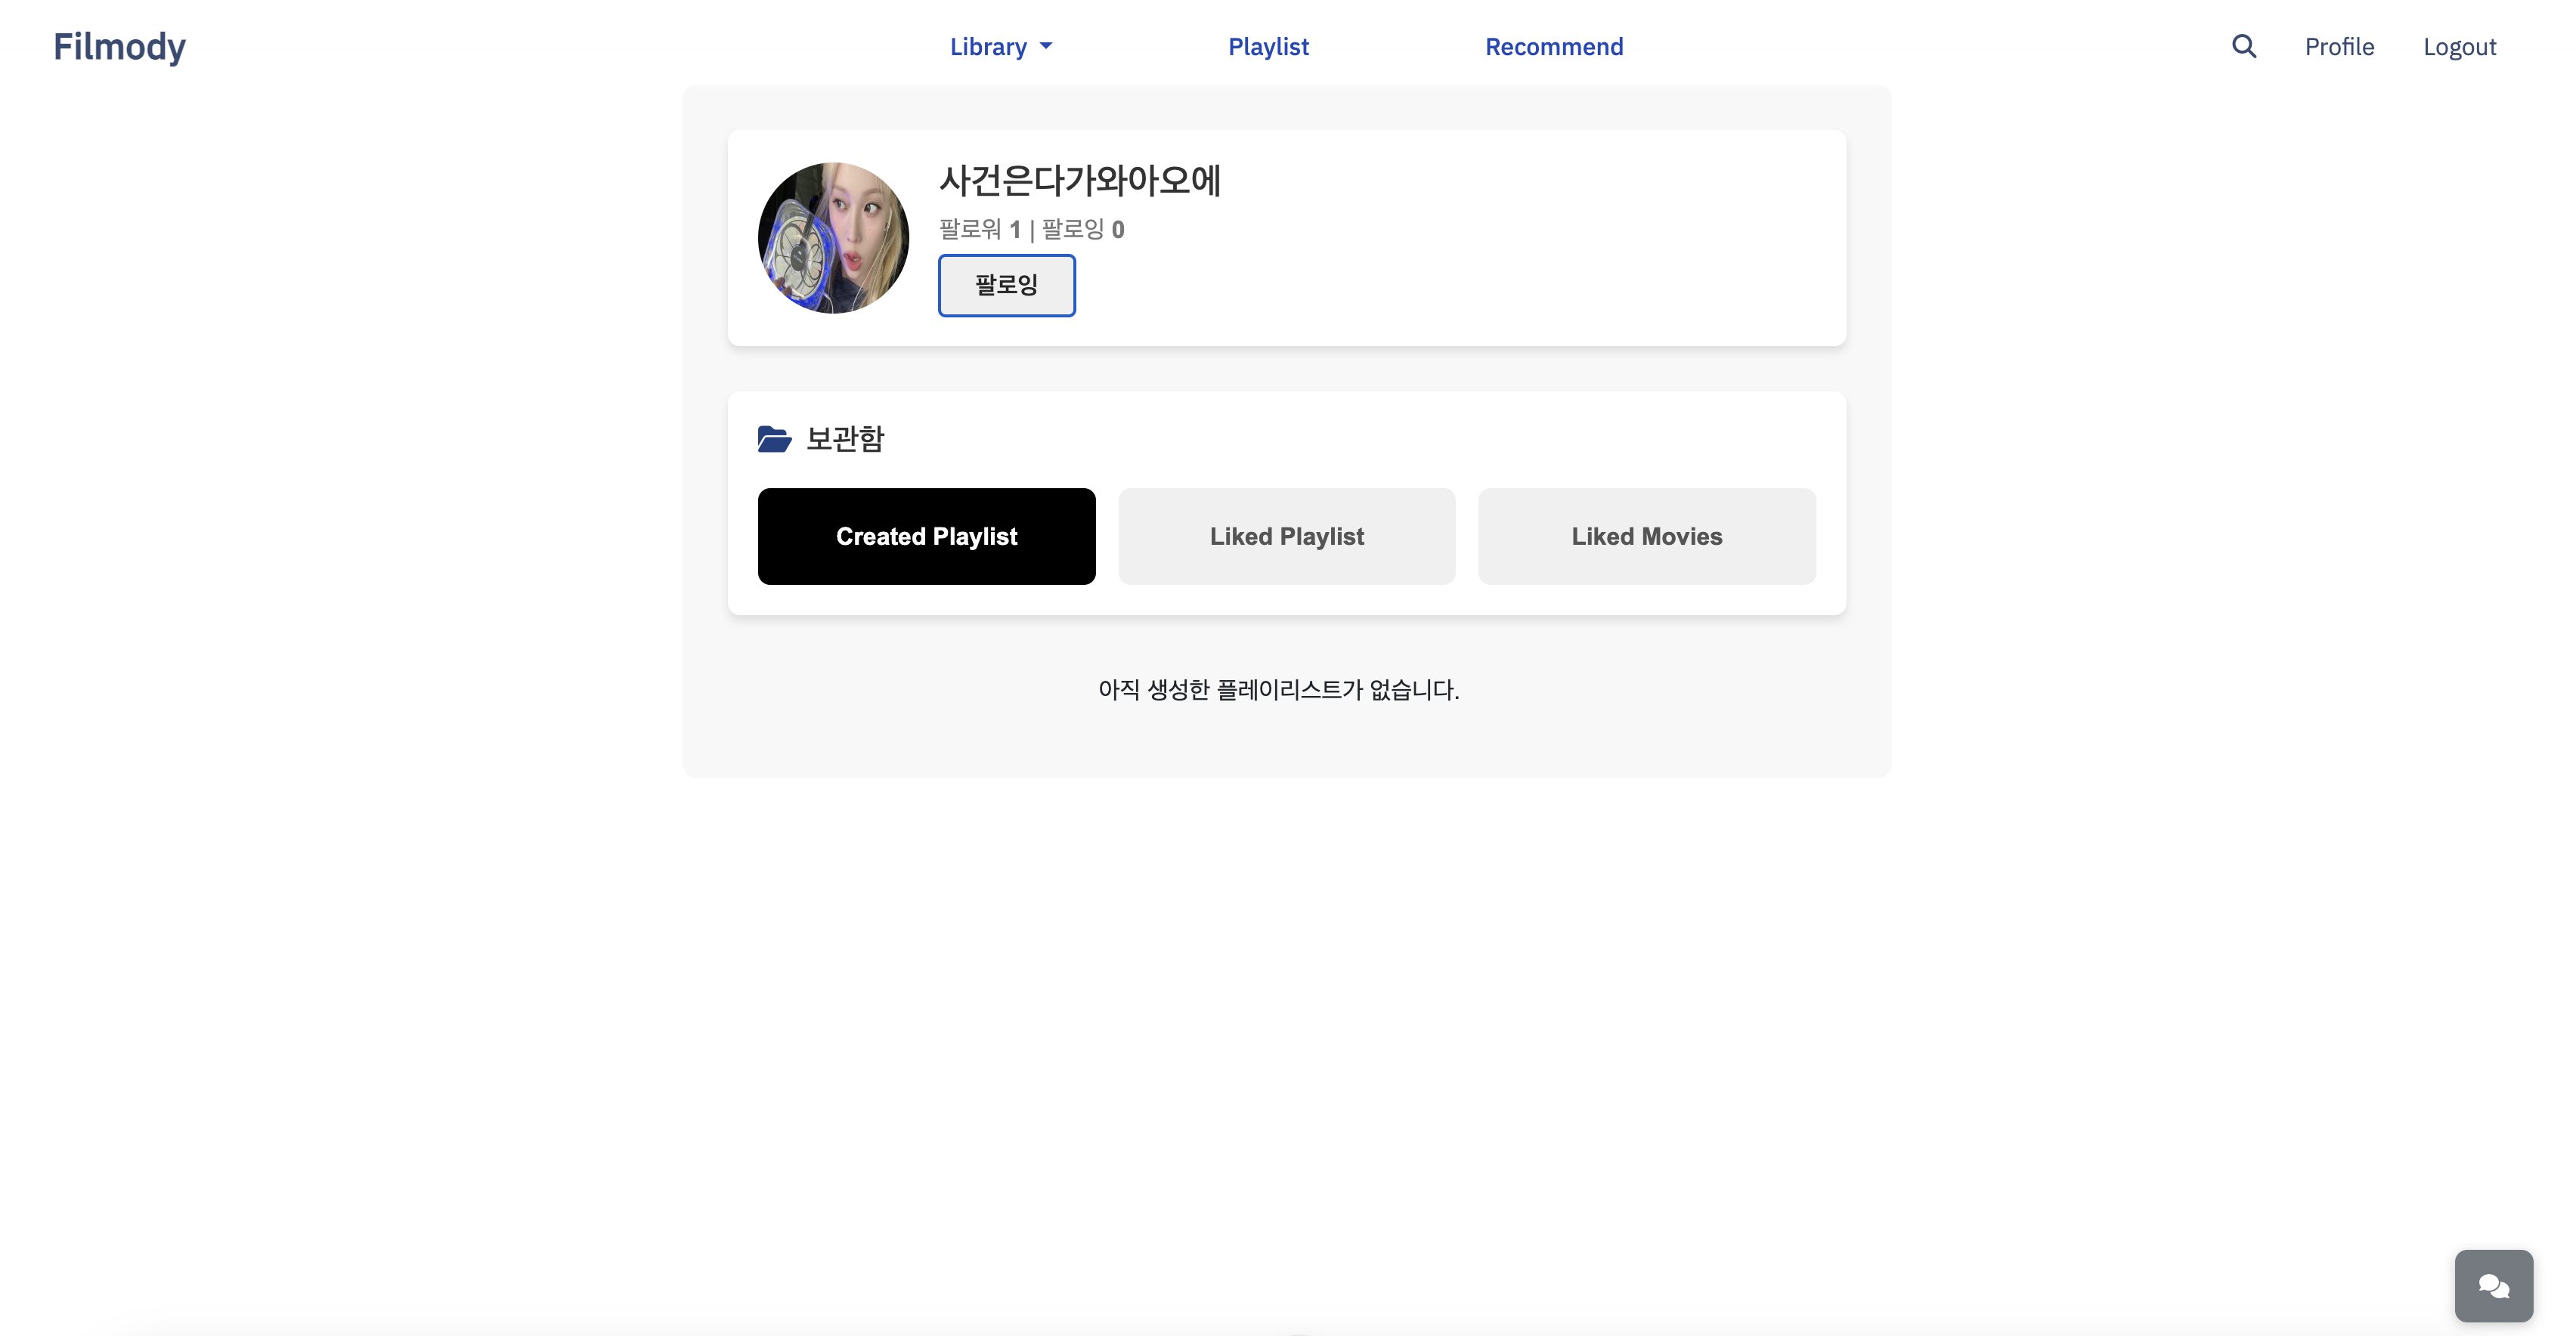 Filmody
Library
Playlist
Recommend
Profile
Logout
사건은다가와아오에
팔로워 1 | 팔로잉 0
팔로잉
보관함
Created Playlist
Liked Playlist
Liked Movies
아직 생성한 플레이리스트가 없습니다.